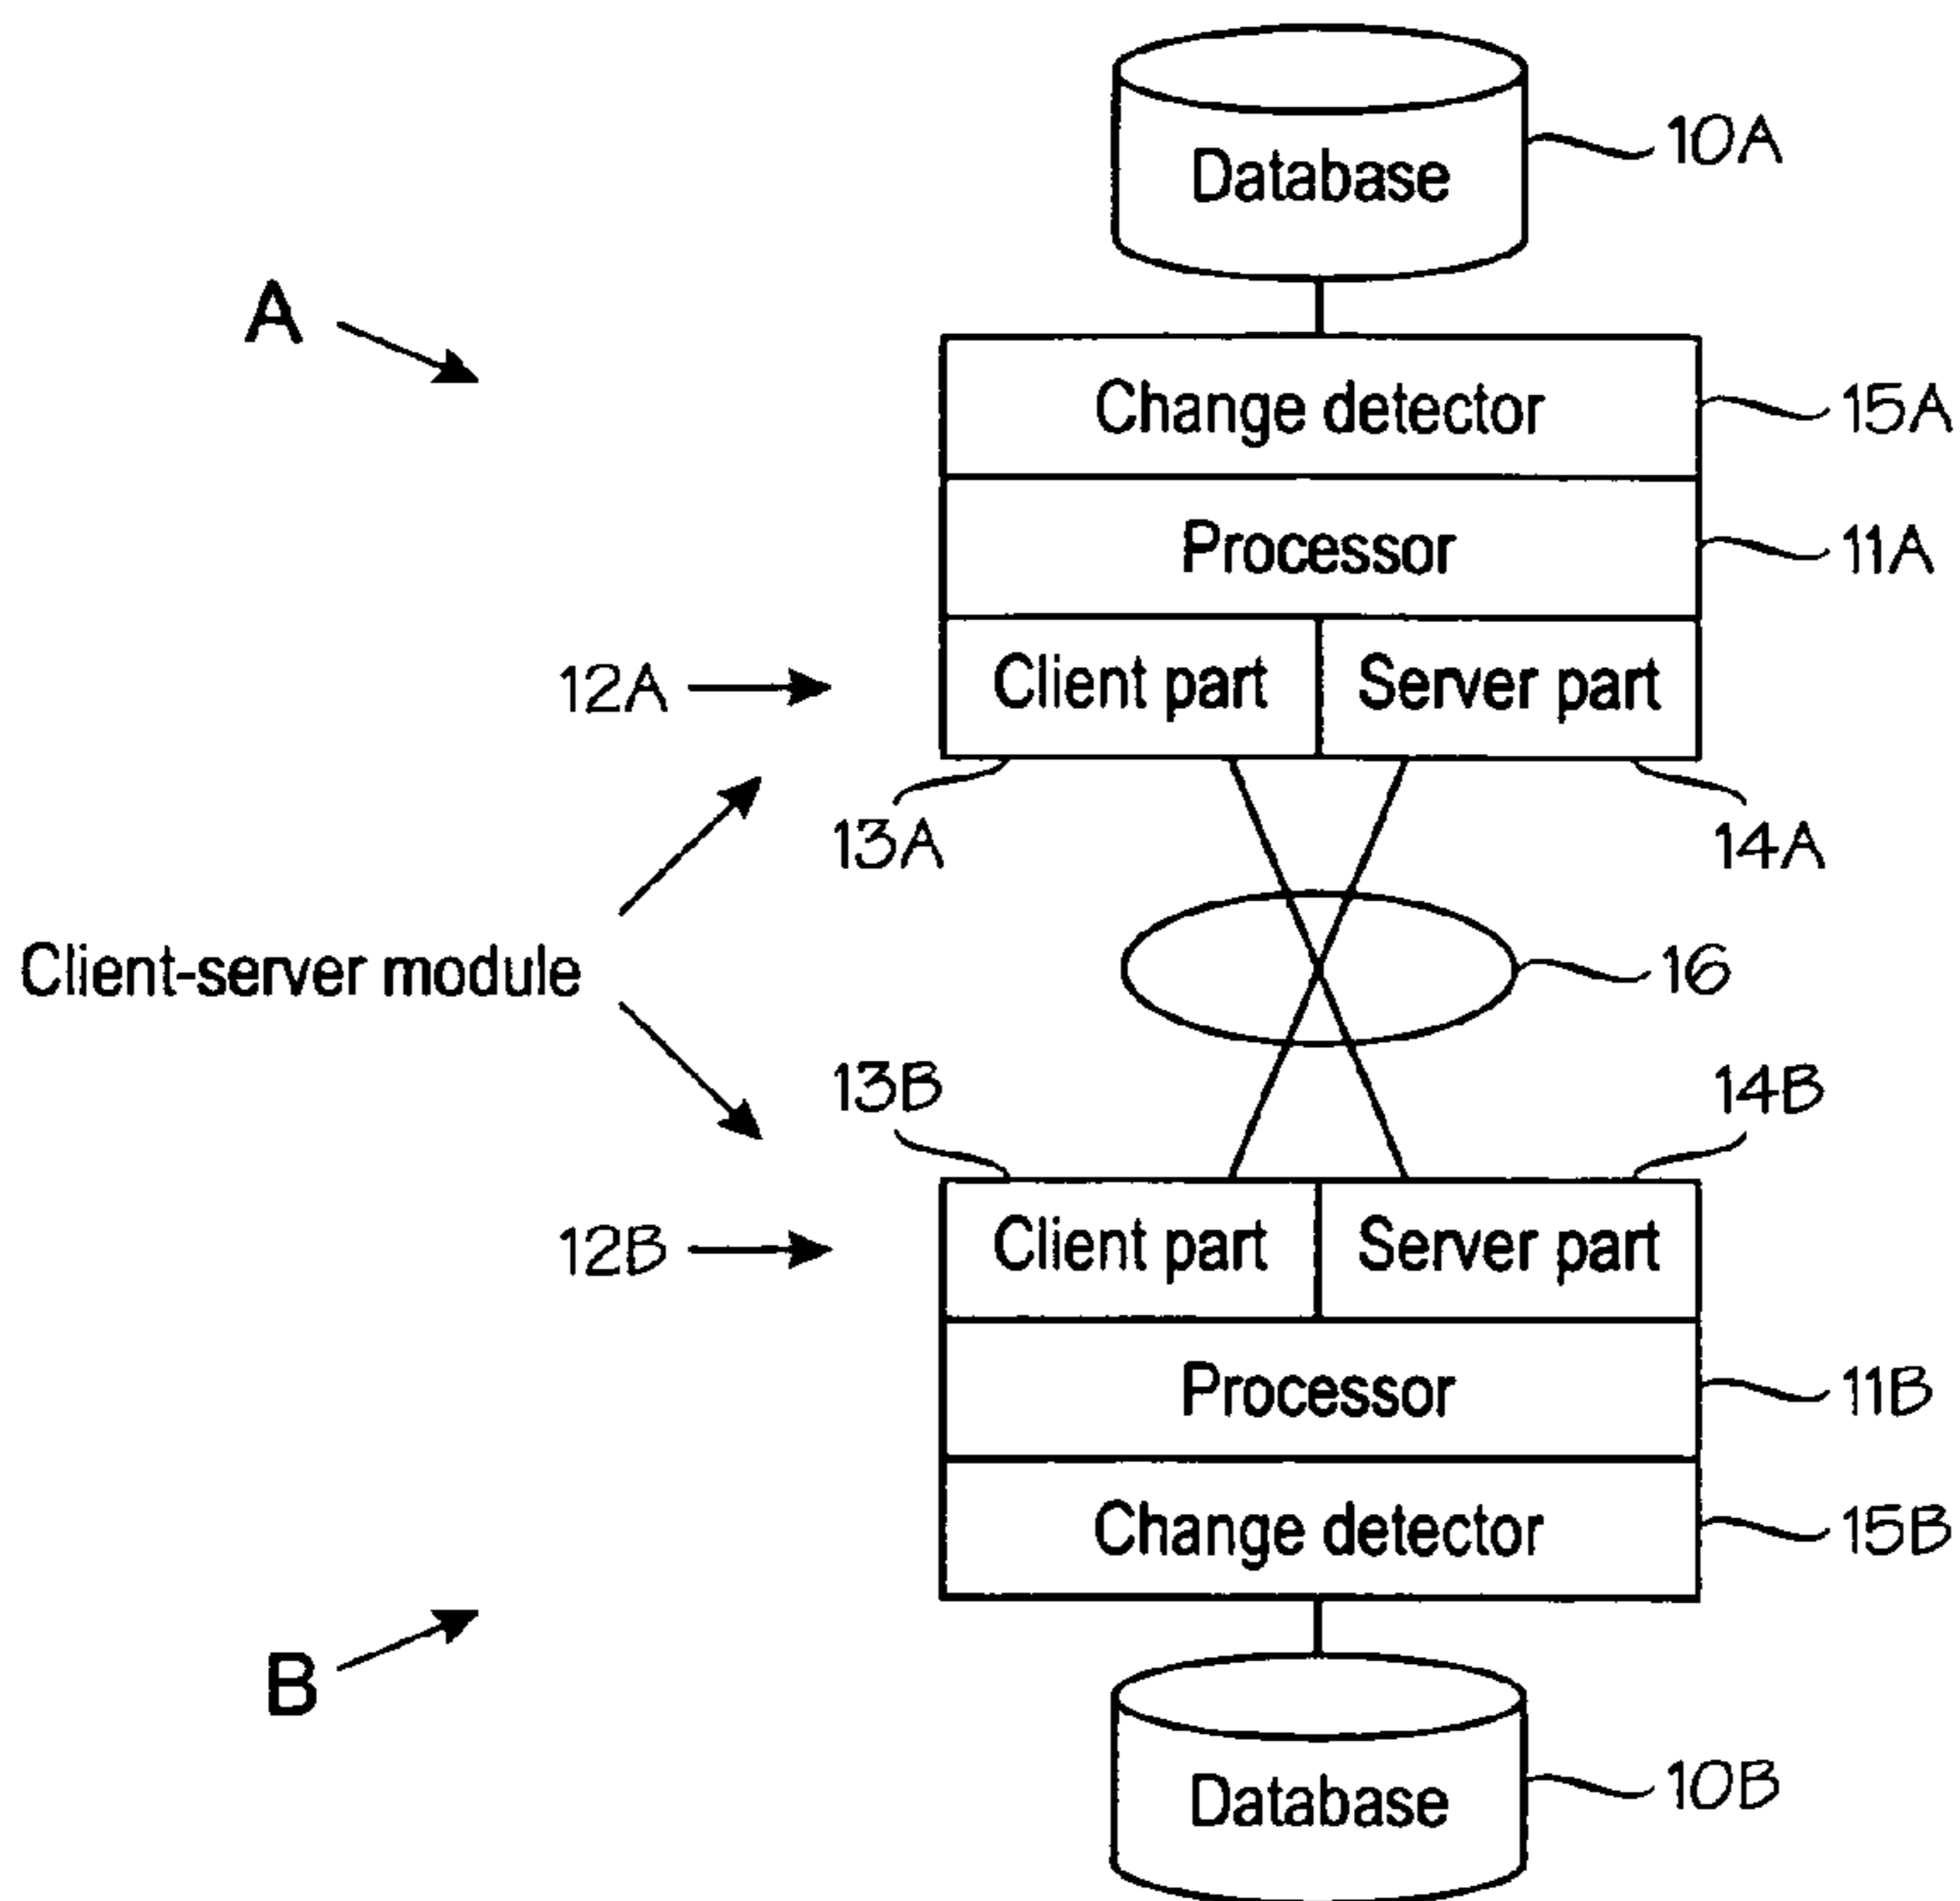 Database
10A
A
Change detector
15A
Processor
11A
12A
Client part
Server part
13A
14A
Client-server module
16
13B
14B
12B
Client part
Server part
Processor
11B
Change detector
15B
B
Database
10B